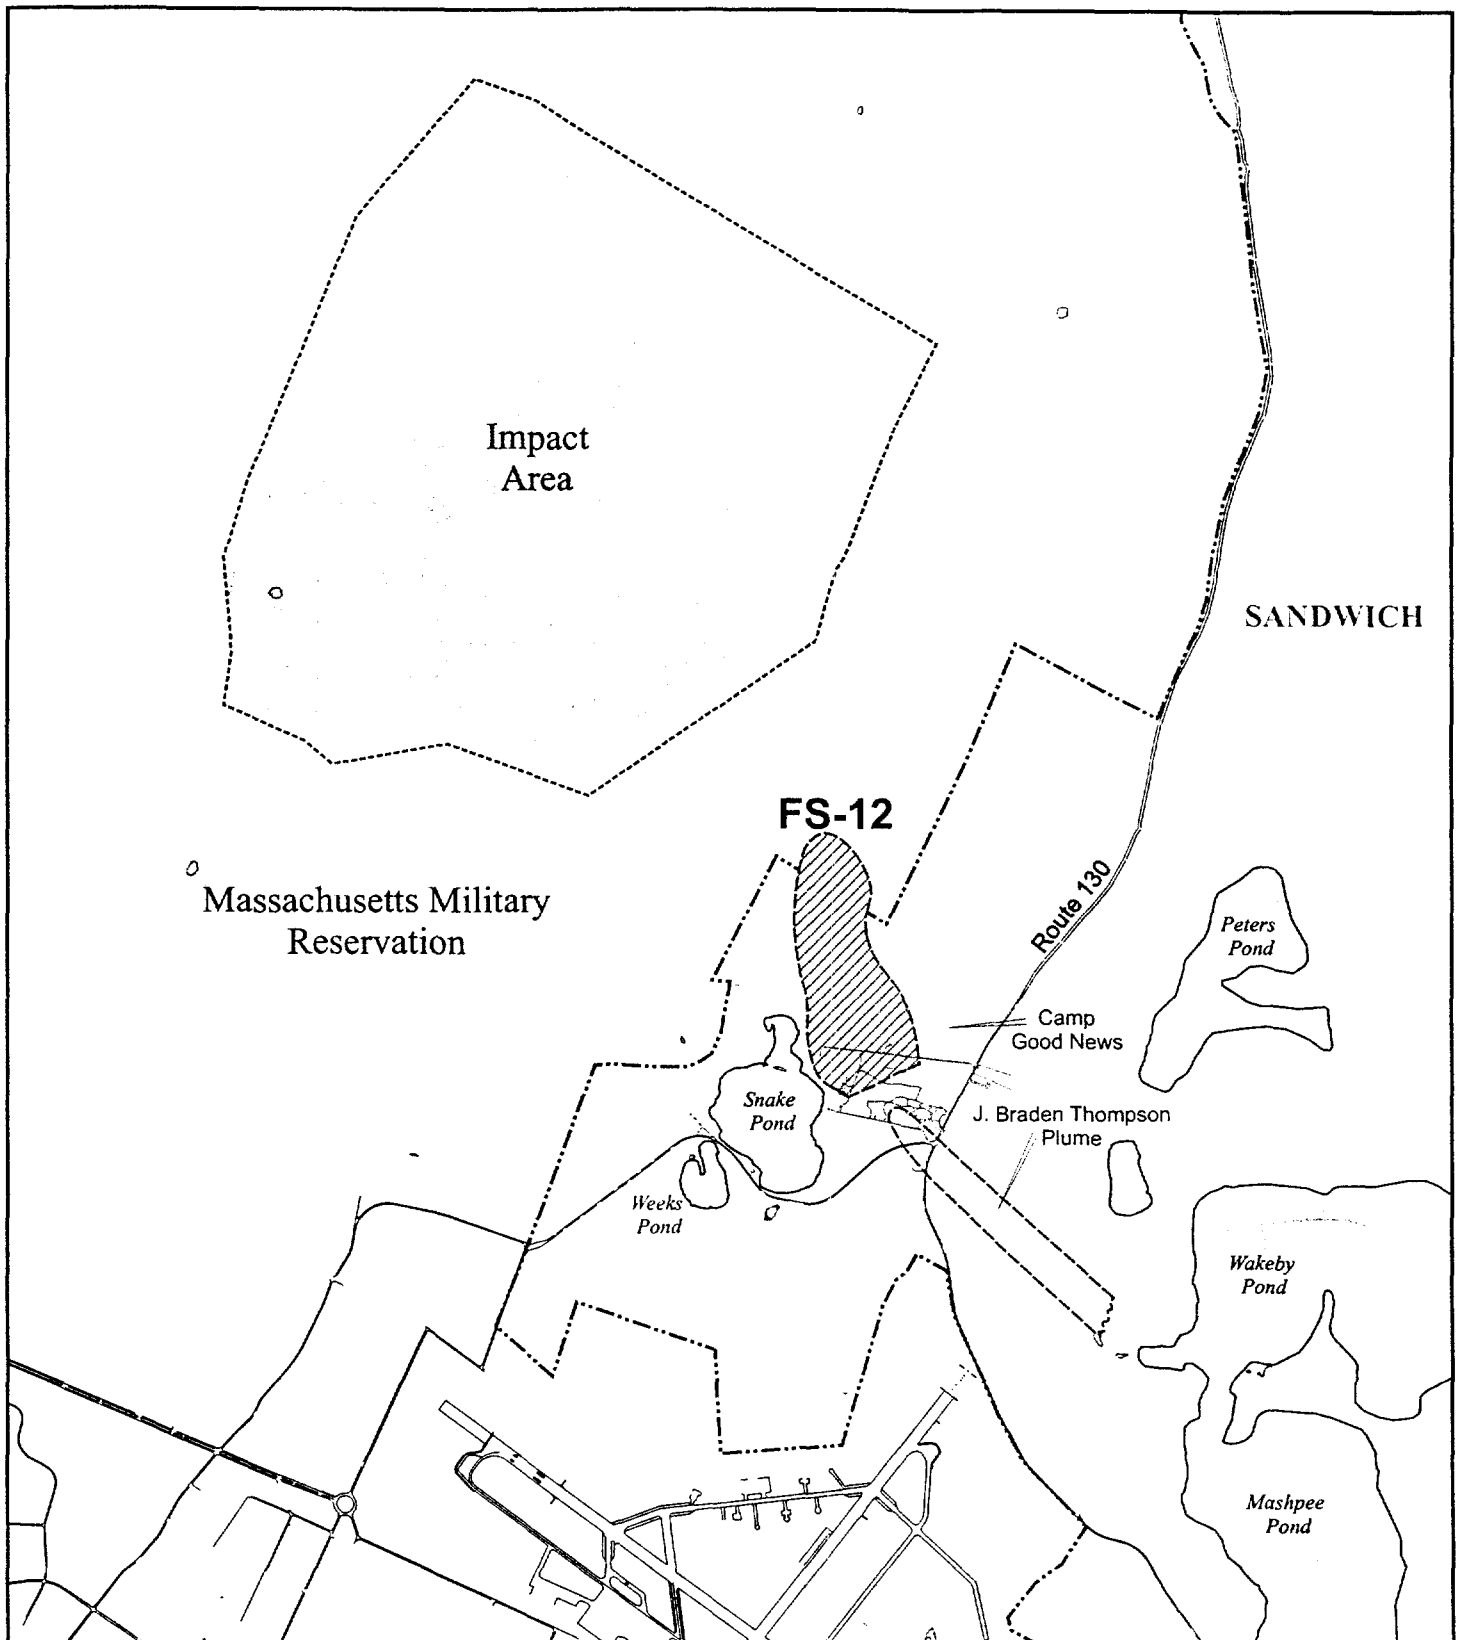 Impact
Area
SANDWICH
FS-12
Massachusetts Military
Reservation
Route 130
Peters
Pond
Camp
Good News
Snake
Pond
J. Braden Thompson
Plume
Weeks
Pond
Wakeby
Pond
Mashpee
Pond